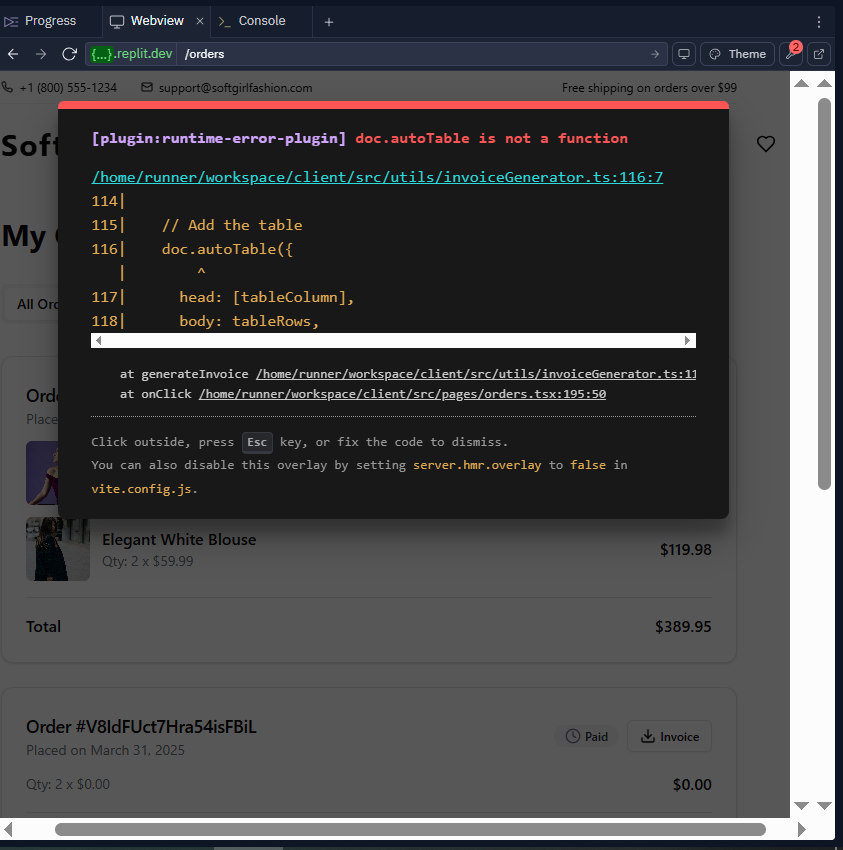 Progress
Webview
Console
{...}.replit.dev /orders
Theme
2
+1 (800) 555-1234
support@softgirlfashion.com
Free shipping on orders over $99
Soft
[plugin:runtime-error-plugin] doc.autoTable is not a function
/home/runner/workspace/client/src/utils/invoiceGenerator.ts:116:7
114|
115|    // Add the table
116|    doc.autoTable({
   |        ^
117|      head: [tableColumn],
118|      body: tableRows,
at generateInvoice /home/runner/workspace/client/src/utils/invoiceGenerator.ts:11
at onClick /home/runner/workspace/client/src/pages/orders.tsx:195:50
Click outside, press Esc key, or fix the code to dismiss.
You can also disable this overlay by setting server.hmr.overlay to false in
vite.config.js.
My
All Ord
Orde
Place
Elegant White Blouse
Qty: 2 x $59.99
$119.98
Total
$389.95
Order #V8IdFUct7Hra54isFBiL
Placed on March 31, 2025
Paid
Invoice
Qty: 2 x $0.00
$0.00